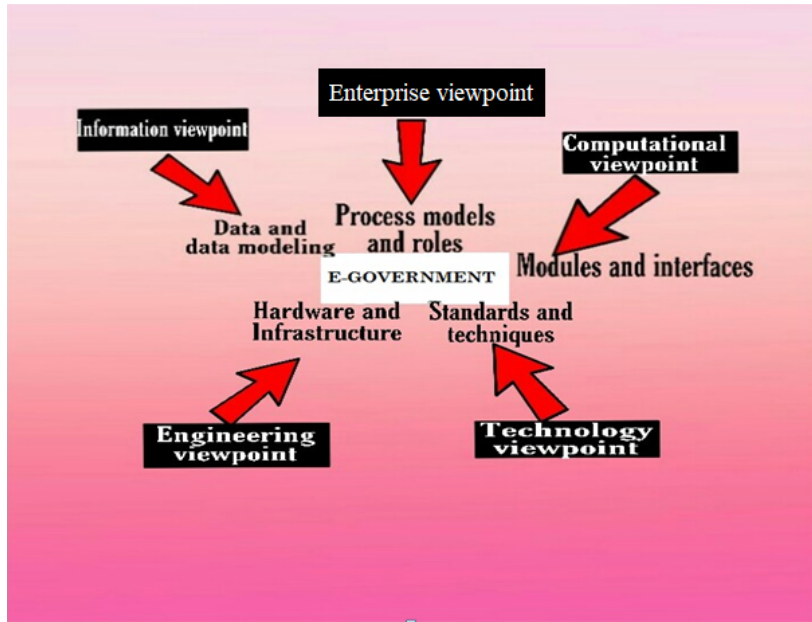 Enterprise viewpoint
Information viewpoint
Computational
viewpoint
Process models
and roles
Data and
data modeling
Modules and interfaces
E-GOVERNMENT
Hardware and
Infrastructure
Standards and
techniques
Engineering
viewpoint
Technology
viewpoint